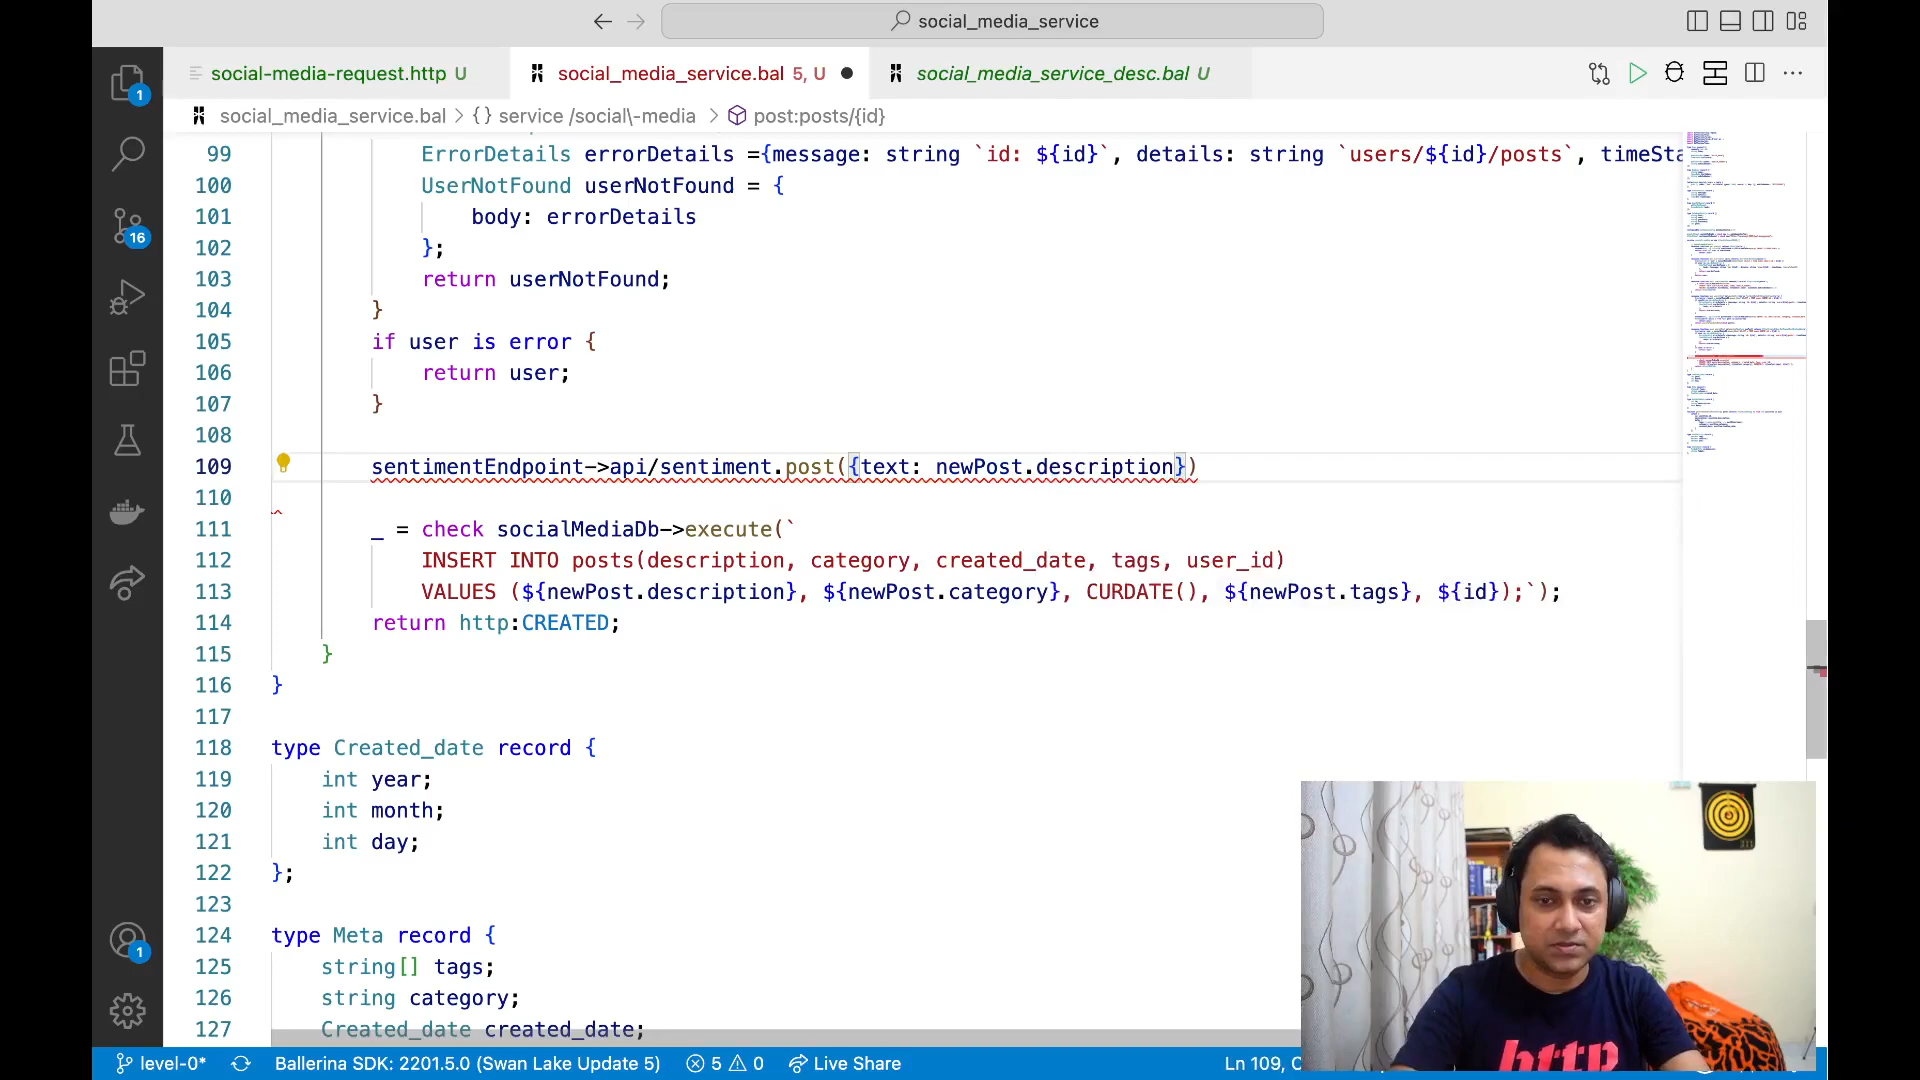 social_media_service
social-media-request.http U
social_media_service.bal 5, U
social_media_service_desc.bal U
social_media_service.bal > {} service /social\-media > post:posts/{id}
99 ErrorDetails errorDetails ={message: string `id: ${id}`, details: string `users/${id}/posts`, timeSta
100 UserNotFound userNotFound = {
101 body: errorDetails
102 };
103 return userNotFound;
104 }
105 if user is error {
106 return user;
107 }
108
109 sentimentEndpoint->api/sentiment.post({text: newPost.description})
110
111 _ = check socialMediaDb->execute(`
112 INSERT INTO posts(description, category, created_date, tags, user_id)
113 VALUES (${newPost.description}, ${newPost.category}, CURDATE(), ${newPost.tags}, ${id});`);
114 return http:CREATED;
115 }
116 }
117
118 type Created_date record {
119 int year;
120 int month;
121 int day;
122 };
123
124 type Meta record {
125 string[] tags;
126 string category;
127 Created_date created_date;
1
16
1
level-0*
Ballerina SDK: 2201.5.0 (Swan Lake Update 5)
5
0
Live Share
Ln 109, C
http